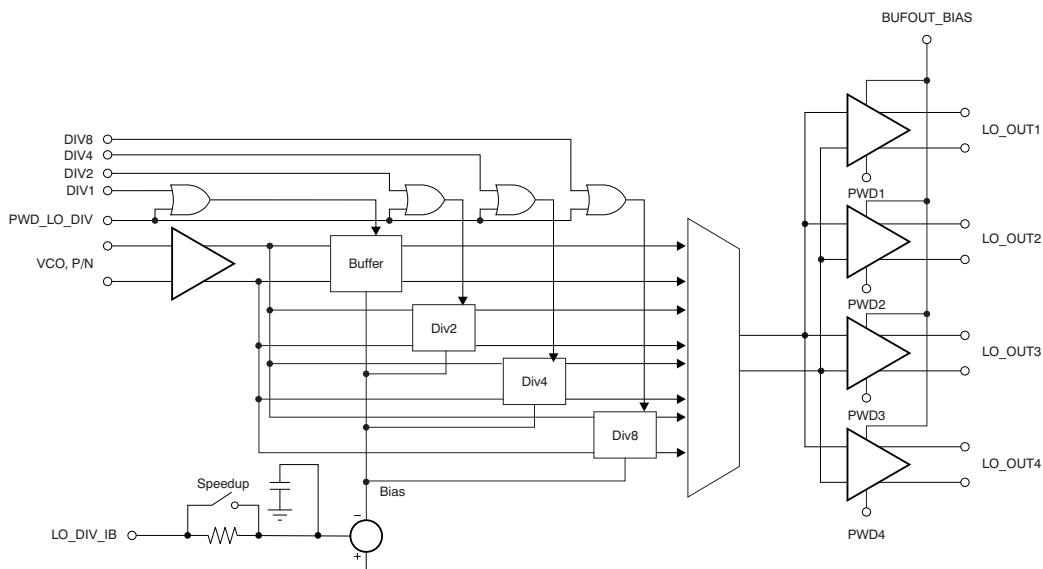 BUFOUT_BIAS
DIV8
DIV4
DIV2
DIV1
PWD_LO_DIV
VCO, P/N
Buffer
Div2
Div4
Div8
LO_OUT1
PWD1
LO_OUT2
PWD2
LO_OUT3
PWD3
LO_OUT4
PWD4
Speedup
Bias
LO_DIV_IB
−
+